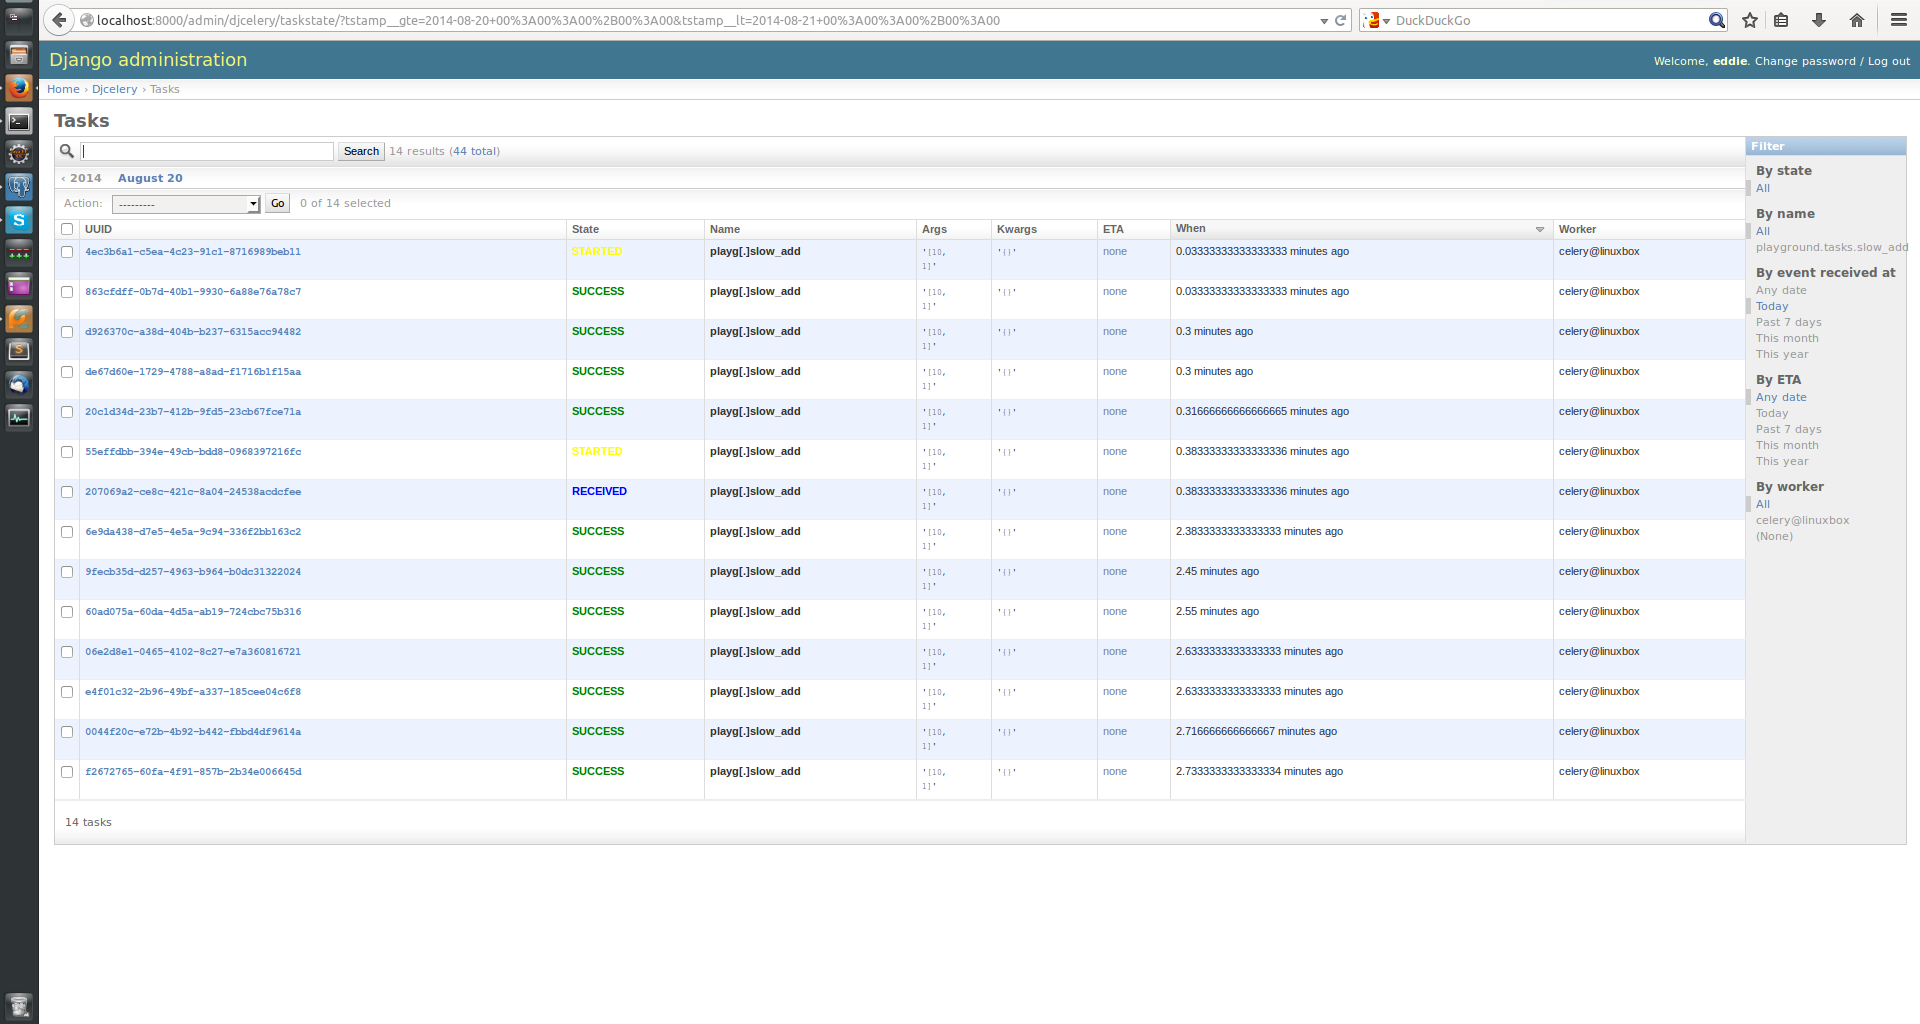 localhost:8000/admin/djcelery/taskstate/?tstamp__gte=2014-08-20+00%3A00%3A00%2B00%3A00&tstamp__lt=2014-08-21+00%3A00%3A00%2B00%3A00
DuckDuckGo
Django administration
Welcome, eddie. Change password / Log out
Home › Djcelery › Tasks
Tasks
Search 14 results (44 total)
‹ 2014 August 20
Action: --------- Go 0 of 14 selected
UUID State Name Args Kwargs ETA When Worker
4ec3b6a1-c5ea-4c23-91c1-8716989beb11 STARTED playg[.]slow_add '[10, 1]' '{}' none 0.03333333333333333 minutes ago celery@linuxbox
863cfdff-0b7d-40b1-9930-6a88e76a78c7 SUCCESS playg[.]slow_add '[10, 1]' '{}' none 0.03333333333333333 minutes ago celery@linuxbox
d926370c-a38d-404b-b237-6315acc94482 SUCCESS playg[.]slow_add '[10, 1]' '{}' none 0.3 minutes ago celery@linuxbox
de67d60e-1729-4788-a8ad-f1716b1f15aa SUCCESS playg[.]slow_add '[10, 1]' '{}' none 0.3 minutes ago celery@linuxbox
20c1d34d-23b7-412b-9fd5-23cb67fce71a SUCCESS playg[.]slow_add '[10, 1]' '{}' none 0.31666666666666665 minutes ago celery@linuxbox
55effdbb-394e-49cb-bdd8-0968397216fc STARTED playg[.]slow_add '[10, 1]' '{}' none 0.38333333333333336 minutes ago celery@linuxbox
207069a2-ce8c-421c-8a04-24538acdcfee RECEIVED playg[.]slow_add '[10, 1]' '{}' none 0.38333333333333336 minutes ago celery@linuxbox
6e9da438-d7e5-4e5a-9c94-336f2bb163c2 SUCCESS playg[.]slow_add '[10, 1]' '{}' none 2.3833333333333333 minutes ago celery@linuxbox
9fecb35d-d257-4963-b964-b0dc31322024 SUCCESS playg[.]slow_add '[10, 1]' '{}' none 2.45 minutes ago celery@linuxbox
60ad075a-60da-4d5a-ab19-724cbc75b316 SUCCESS playg[.]slow_add '[10, 1]' '{}' none 2.55 minutes ago celery@linuxbox
06e2d8e1-0465-4102-8c27-e7a360816721 SUCCESS playg[.]slow_add '[10, 1]' '{}' none 2.6333333333333333 minutes ago celery@linuxbox
e4f01c32-2b96-49bf-a337-185cee04c6f8 SUCCESS playg[.]slow_add '[10, 1]' '{}' none 2.6333333333333333 minutes ago celery@linuxbox
0044f20c-e72b-4b92-b442-fbbd4df9614a SUCCESS playg[.]slow_add '[10, 1]' '{}' none 2.716666666666667 minutes ago celery@linuxbox
f2672765-60fa-4f91-857b-2b34e006645d SUCCESS playg[.]slow_add '[10, 1]' '{}' none 2.7333333333333334 minutes ago celery@linuxbox
14 tasks
Filter
By state
All
By name
All
playground.tasks.slow_add
By event received at
Any date
Today
Past 7 days
This month
This year
By ETA
Any date
Today
Past 7 days
This month
This year
By worker
All
celery@linuxbox
(None)